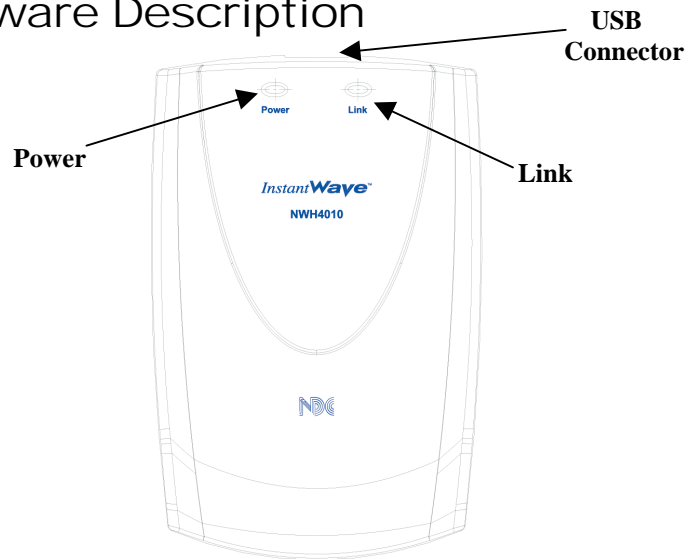 ware Description
USB
Connector
Power
Link
Power
Link
InstantWave™
NWH4010
NDC